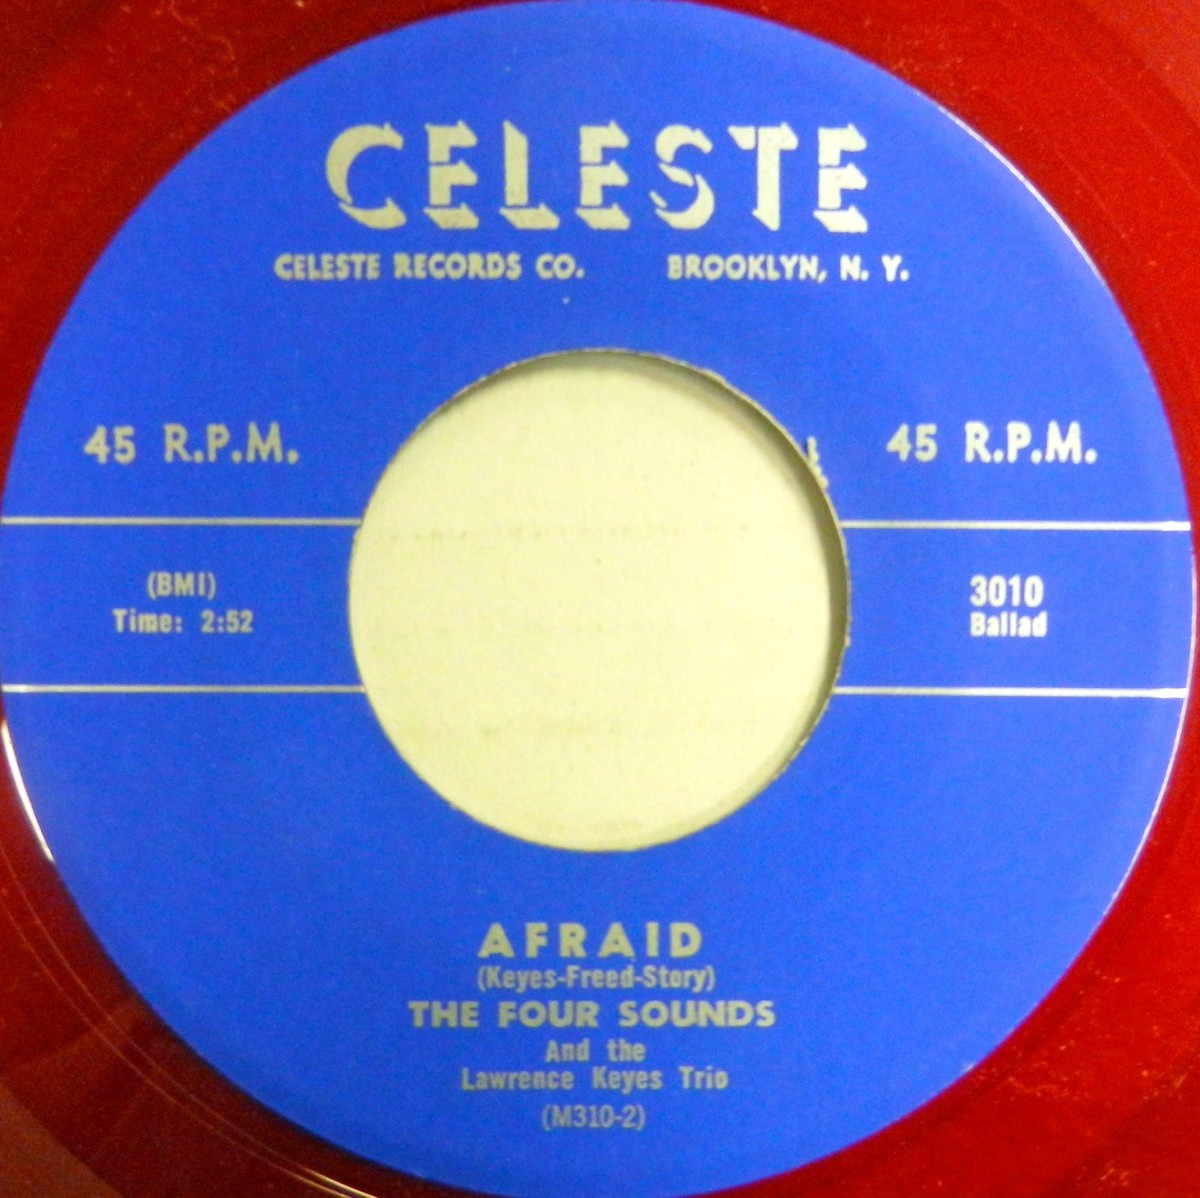 CELESTE
CELESTE RECORDS CO. BROOKLYN, N. Y.
45 R.P.M. 45 R.P.M.
(BMI) 3010
Time: 2:52 Ballad
AFRAID
(Keyes-Freed-Story)
THE FOUR SOUNDS
And the
Lawrence Keyes Trio
(M310-2)